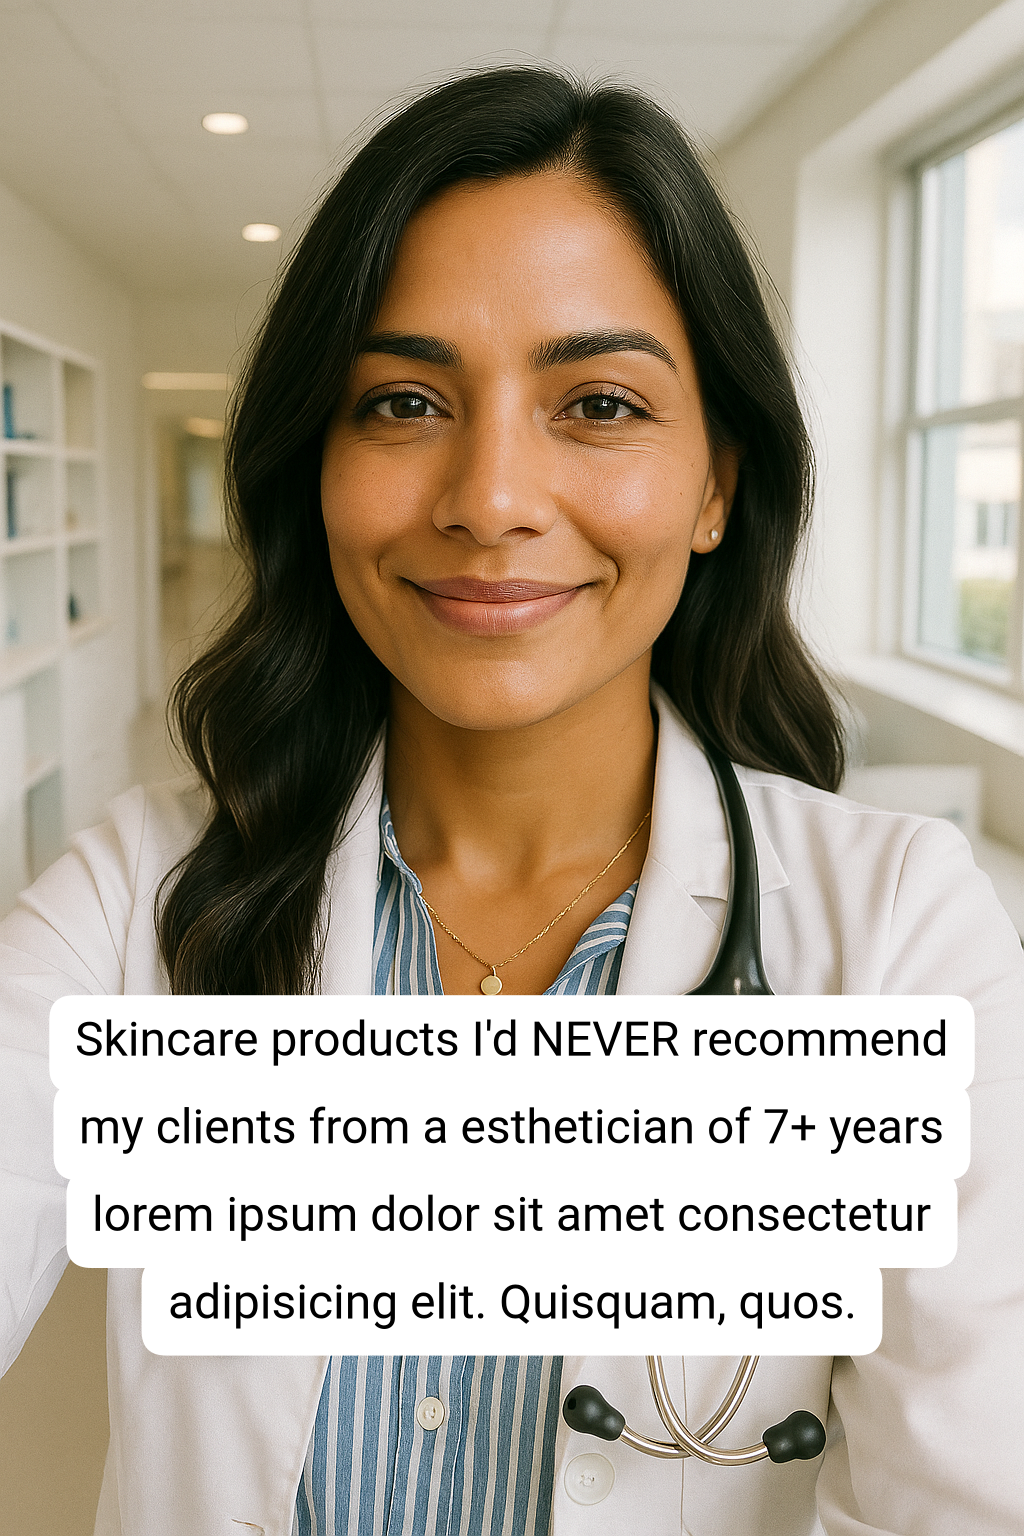 Skincare products I'd NEVER recommend
my clients from a esthetician of 7+ years
lorem ipsum dolor sit amet consectetur
adipisicing elit. Quisquam, quos.